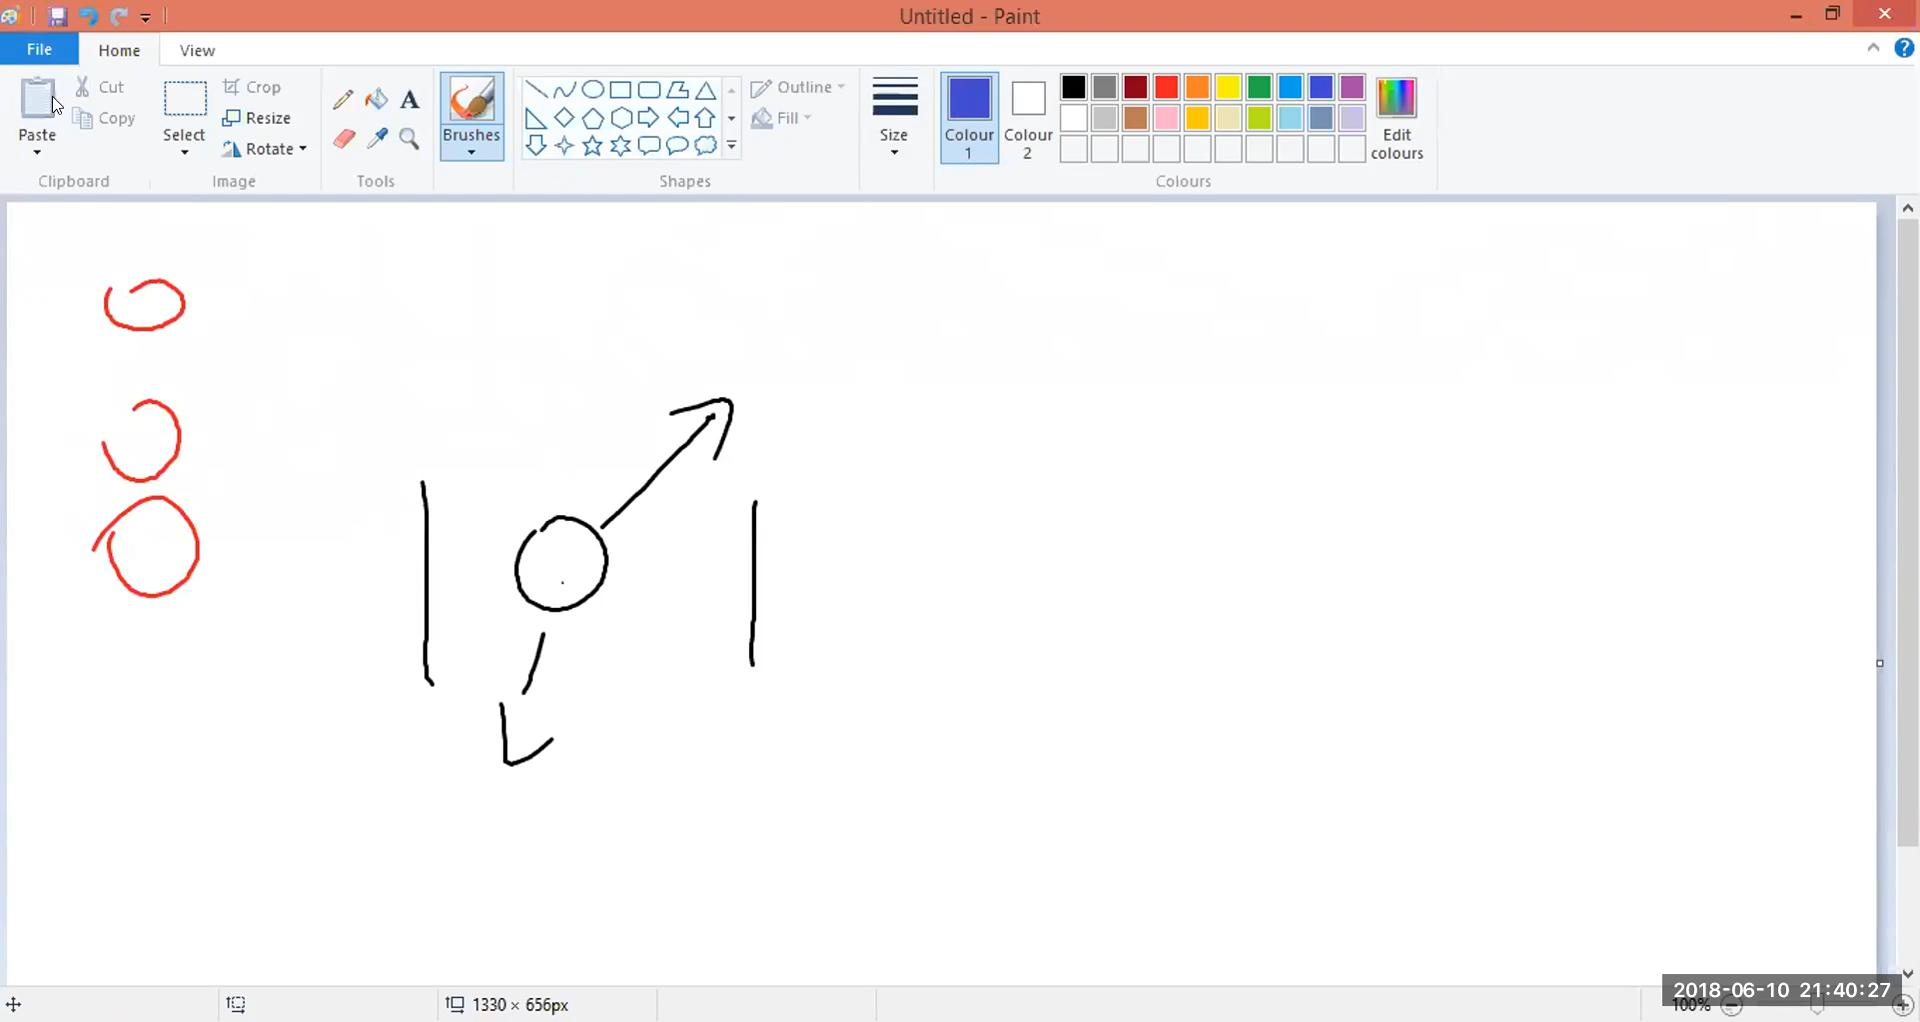 Untitled - Paint
File Home View
Paste
Cut
Copy
Clipboard
Select
Crop
Resize
Rotate
Image
A
Tools
Brushes
Shapes
Outline
Fill
Size
Colour 1
Colour 2
Edit colours
Colours
1330 × 656px
100%
2018-06-10 21:40:27